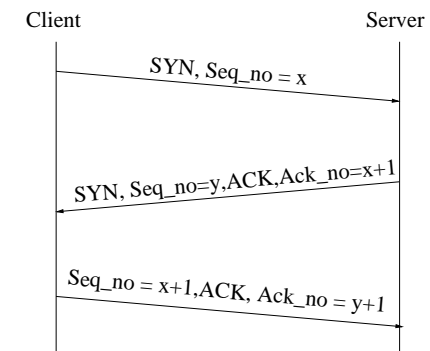 Client
Server
SYN, Seq_no = x
SYN, Seq_no=y,ACK,Ack_no=x+1
Seq_no = x+1,ACK, Ack_no = y+1